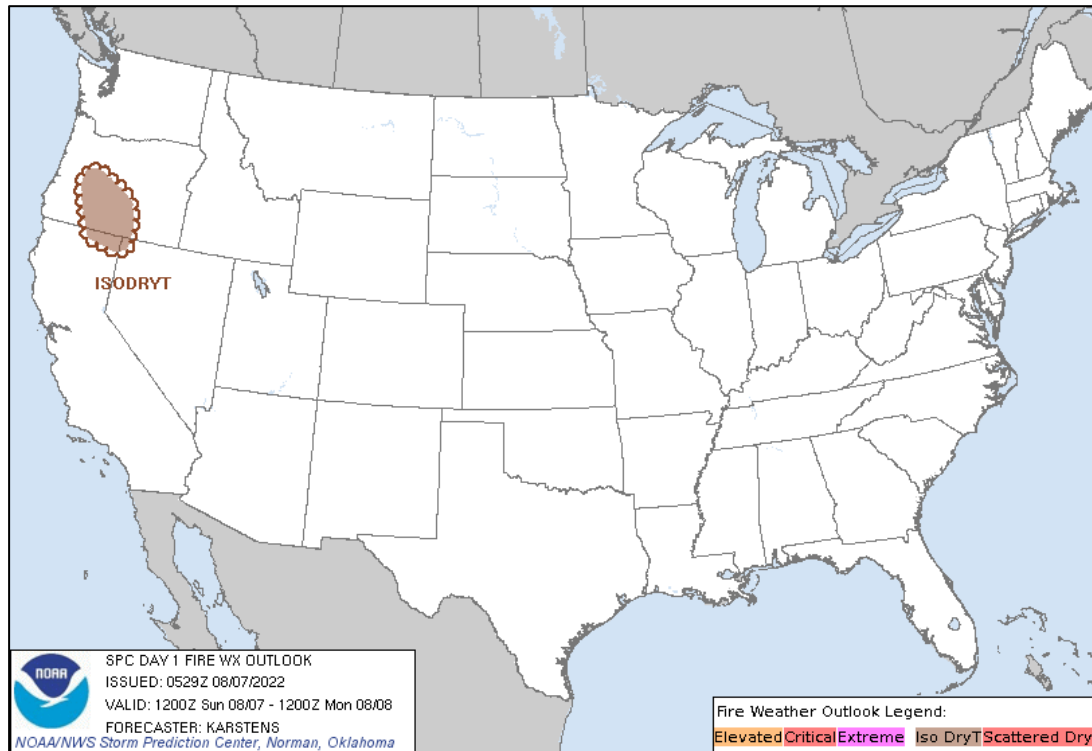 ISODRYT
NOAA
SPC DAY 1 FIRE WX OUTLOOK
ISSUED: 0529Z 08/07/2022
VALID: 1200Z Sun 08/07 - 1200Z Mon 08/08
FORECASTER: KARSTENS
NOAA/NWS Storm Prediction Center, Norman, Oklahoma
Fire Weather Outlook Legend:
Elevated Critical Extreme Iso DryT Scattered Dry